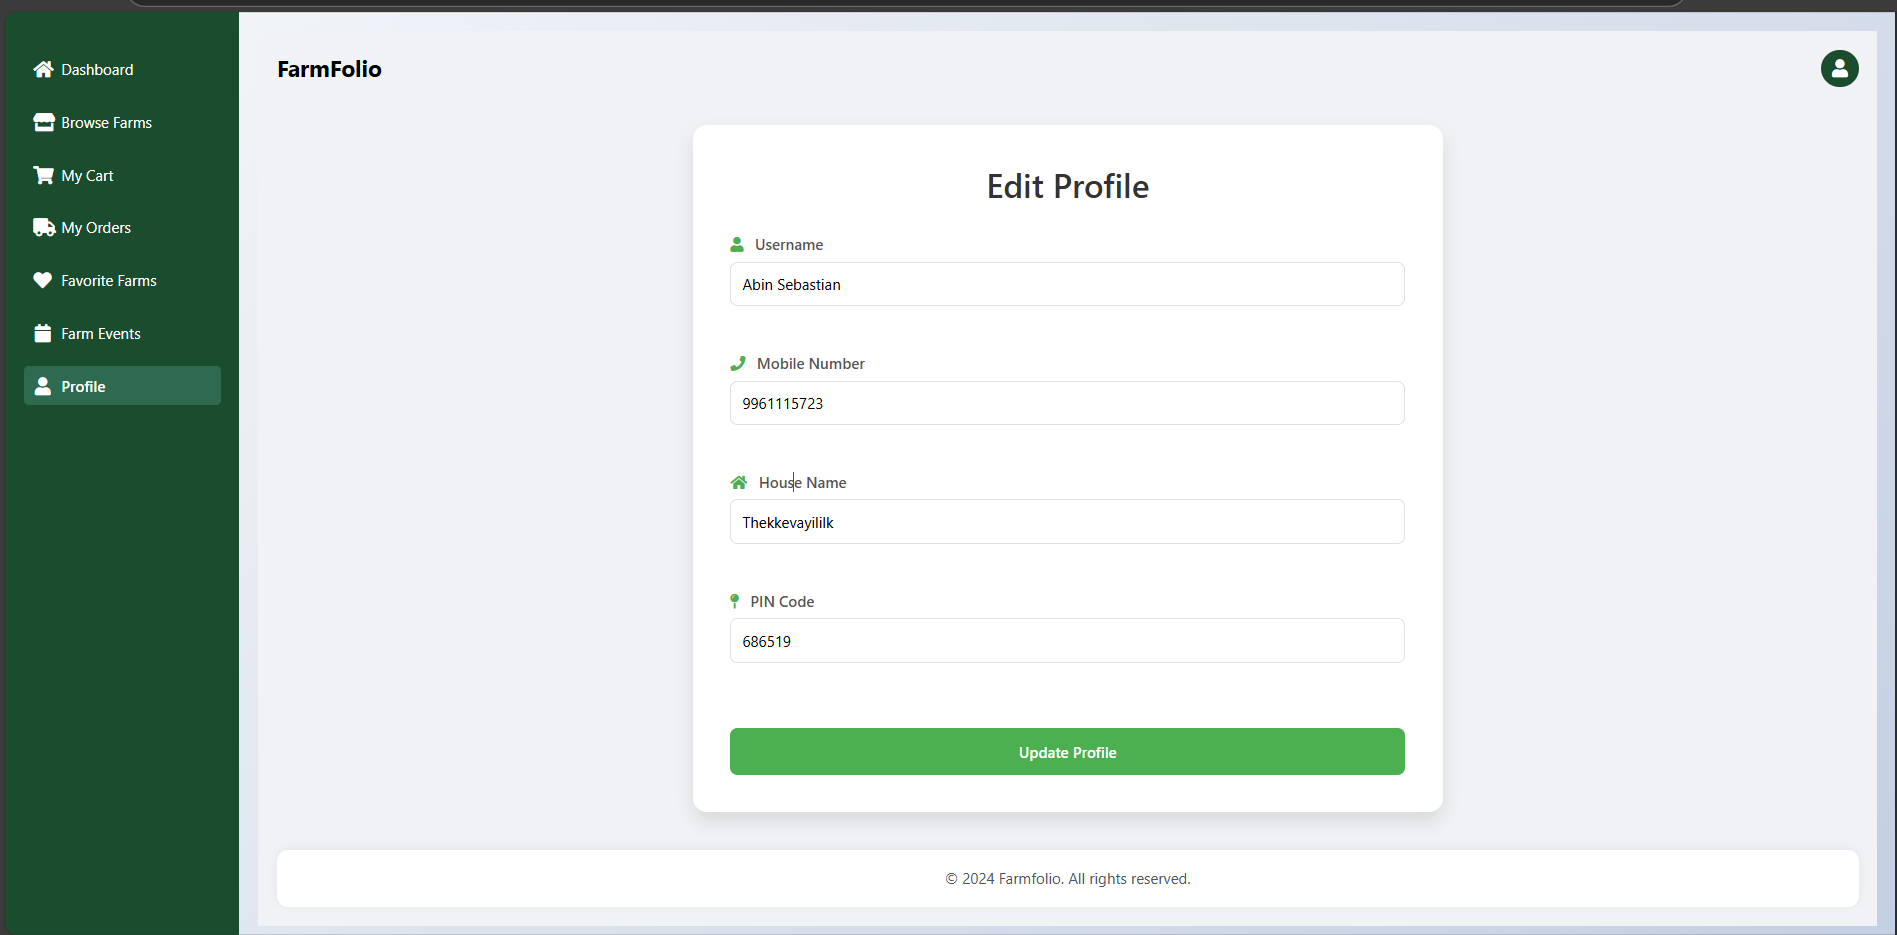 Dashboard
Browse Farms
My Cart
My Orders
Favorite Farms
Farm Events
Profile
FarmFolio
Edit Profile
Username
Abin Sebastian
Mobile Number
9961115723
House Name
Thekkevayililk
PIN Code
686519
Update Profile
© 2024 Farmfolio. All rights reserved.